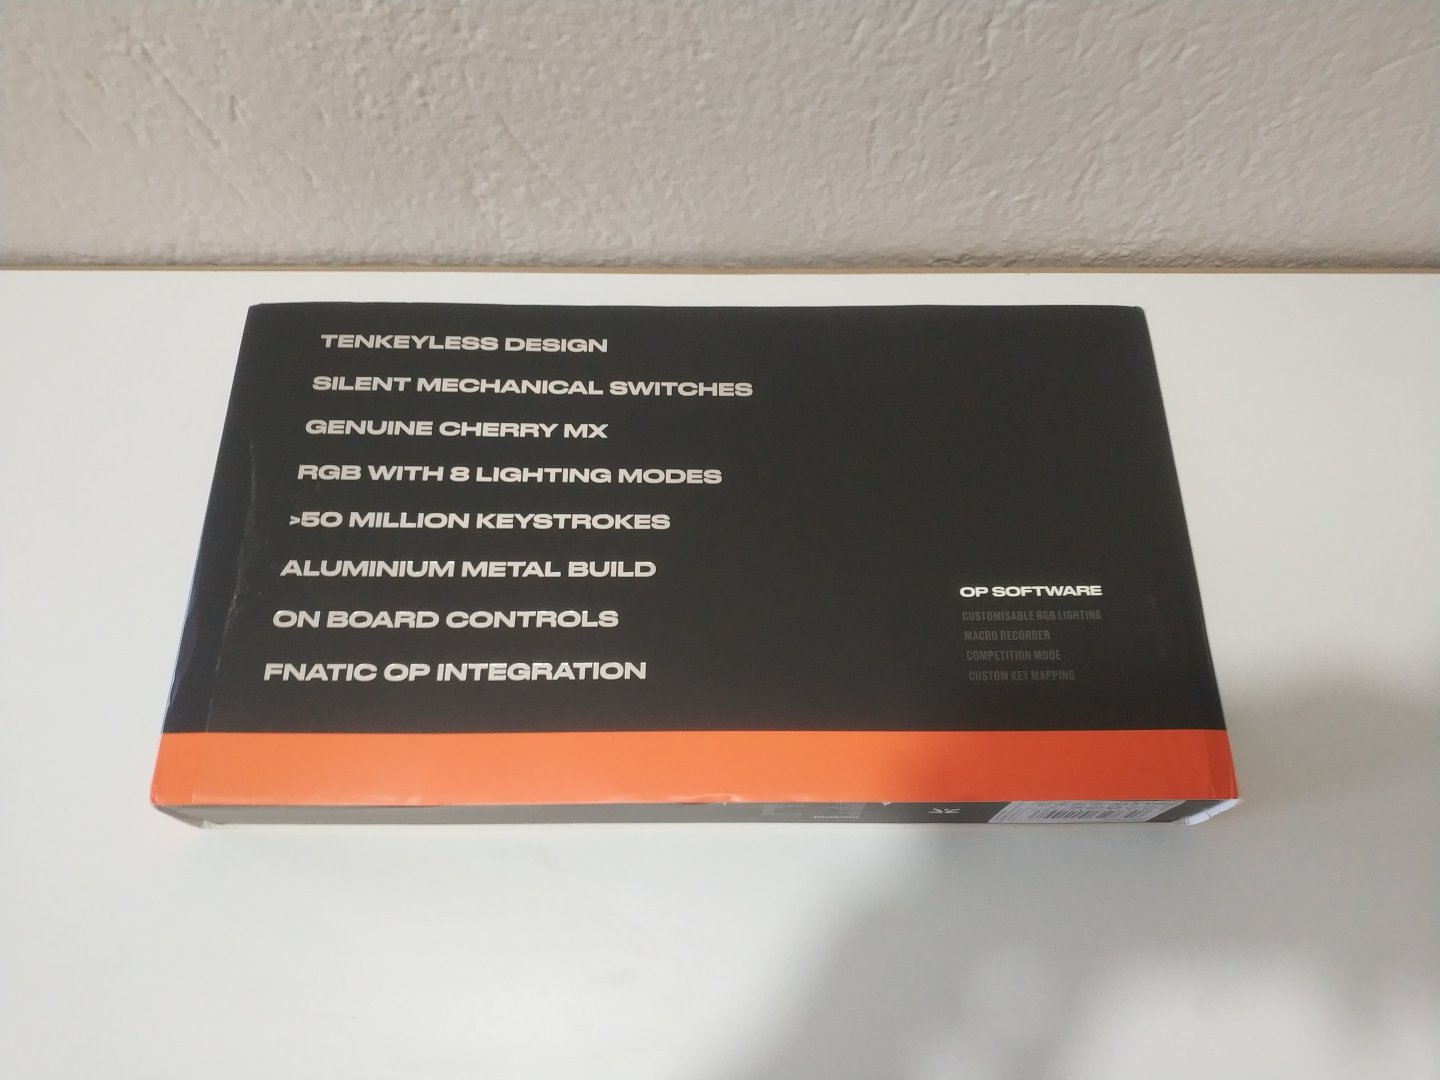 TENKEYLESS DESIGN
SILENT MECHANICAL SWITCHES
GENUINE CHERRY MX
RGB WITH 8 LIGHTING MODES
>50 MILLION KEYSTROKES
ALUMINIUM METAL BUILD
ON BOARD CONTROLS
FNATIC OP INTEGRATION
OP SOFTWARE
CUSTOMISABLE RGB LIGHTING
MACRO RECORDER
COMPETITION MODE
CUSTOM KEY MAPPING